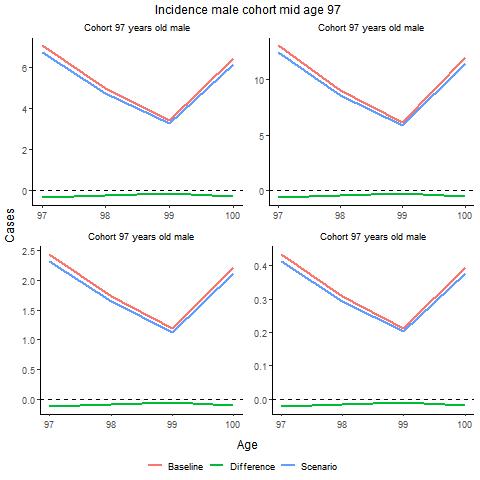 Incidence male cohort mid age 97
Cohort 97 years old male
Cohort 97 years old male
6
4
2
0
97 98 99 100
10
5
0
97 98 99 100
Cases
Cohort 97 years old male
Cohort 97 years old male
2.5
2.0
1.5
1.0
0.5
0.0
97 98 99 100
0.4
0.3
0.2
0.1
0.0
97 98 99 100
Age
Baseline Difference Scenario